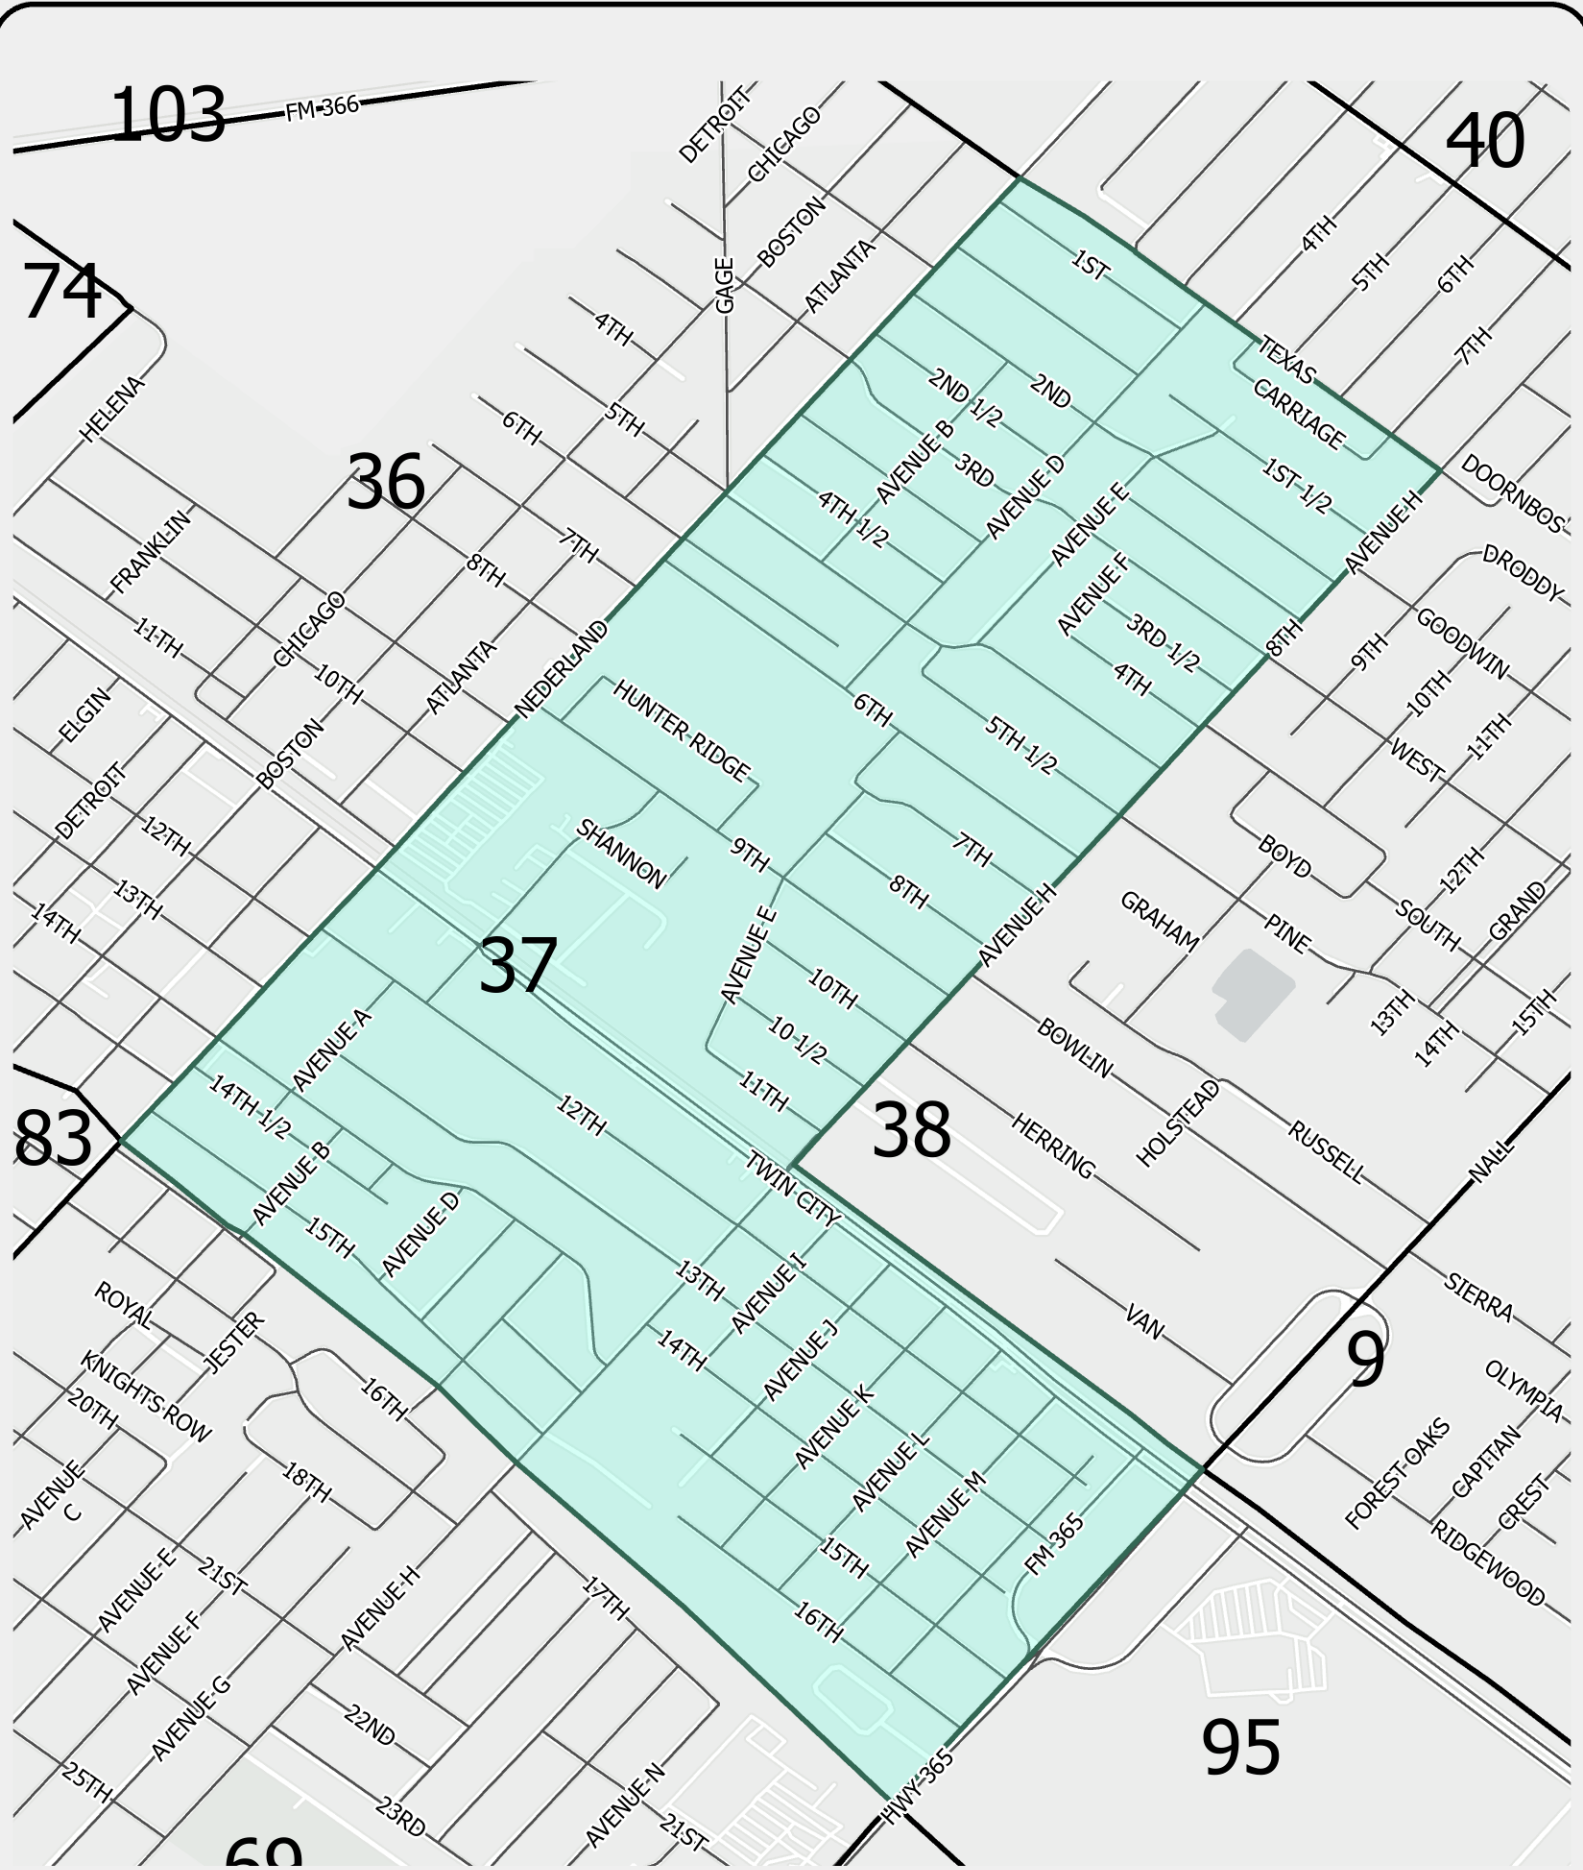 103
FM 366
DETROIT
CHICAGO
40
74
BOSTON
ATLANTA
GAGE
4TH
1ST
4TH
5TH
6TH
7TH
TEXAS
CARRIAGE
HELENA
5TH
6TH
36
2ND 1/2
2ND
AVENUE B
3RD
AVENUE D
4TH 1/2
AVENUE E
1ST 1/2
AVENUE H
DOORNBOS
DRODDY
FRANKLIN
7TH
8TH
AVENUE F
3RD 1/2
4TH
8TH
GOODWIN
9TH
10TH
11TH
11TH
CHICAGO
10TH
ATLANTA
NEDERLAND
HUNTER RIDGE
6TH
5TH 1/2
WEST
ELGIN
BOSTON
DETROIT
12TH
13TH
14TH
SHANNON
9TH
7TH
8TH
BOYD
12TH
SOUTH
GRAND
AVENUE H
GRAHAM
PINE
37
AVENUE E
10TH
10 1/2
11TH
BOWLIN
13TH
14TH
15TH
AVENUE A
14TH 1/2
12TH
83
AVENUE B
15TH
AVENUE D
38
HERRING
HOLSTEAD
RUSSELL
NALL
TWIN CITY
13TH
AVENUE I
14TH
AVENUE J
VAN
SIERRA
9
OLYMPIA
ROYAL
JESTER
KNIGHTS ROW
20TH
16TH
AVENUE K
AVENUE L
AVENUE M
FOREST OAKS
CAPITAN
CREST
RIDGEWOOD
AVENUE
C
18TH
FM 365
15TH
16TH
AVENUE E
21ST
AVENUE F
AVENUE H
17TH
AVENUE G
22ND
95
25TH
23RD
AVENUE N
21ST
HWY 365
69